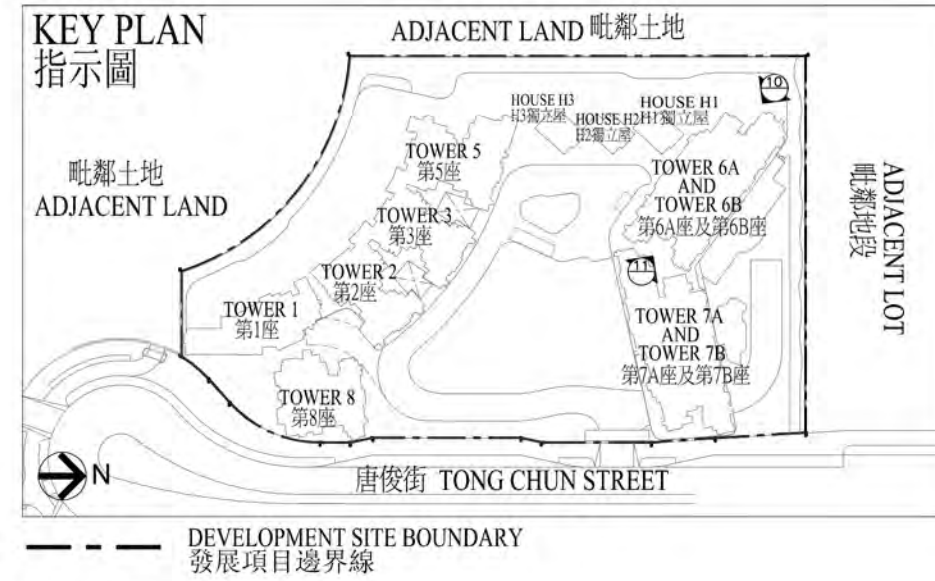 KEY PLAN
指示圖
ADJACENT LAND 毗鄰土地
毗鄰土地
ADJACENT LAND
HOUSE H3
H3獨立屋
HOUSE H2
H2獨立屋
HOUSE H1
H1獨立屋
10
TOWER 5
第5座
TOWER 6A
AND
TOWER 6B
第6A座及第6B座
ADJACENT LOT
毗鄰地段
TOWER 3
第3座
TOWER 2
第2座
11
TOWER 1
第1座
TOWER 7A
AND
TOWER 7B
第7A座及第7B座
TOWER 8
第8座
N
唐俊街 TONG CHUN STREET
DEVELOPMENT SITE BOUNDARY
發展項目邊界線